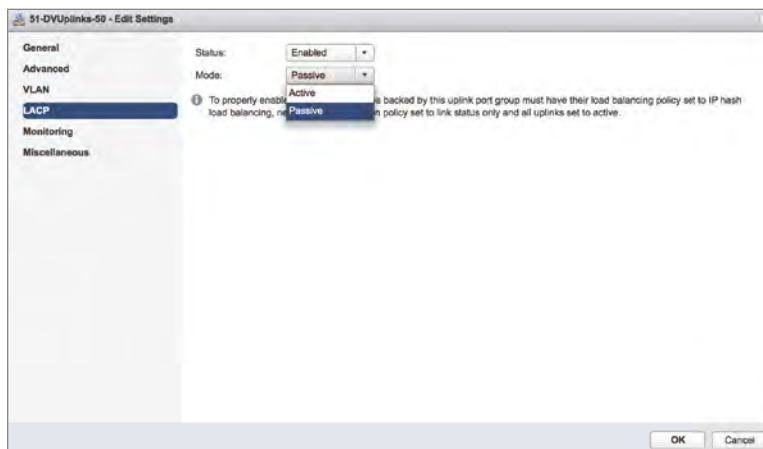 51-DVUplinks-50 - Edit Settings
General
Advanced
VLAN
LACP
Monitoring
Miscellaneous
Status: Enabled
Mode: Passive
Active
Passive
To properly enable s backed by this uplink port group must have their load balancing policy set to IP hash
load balancing, n policy set to link status only and all uplinks set to active.
OK Cancel